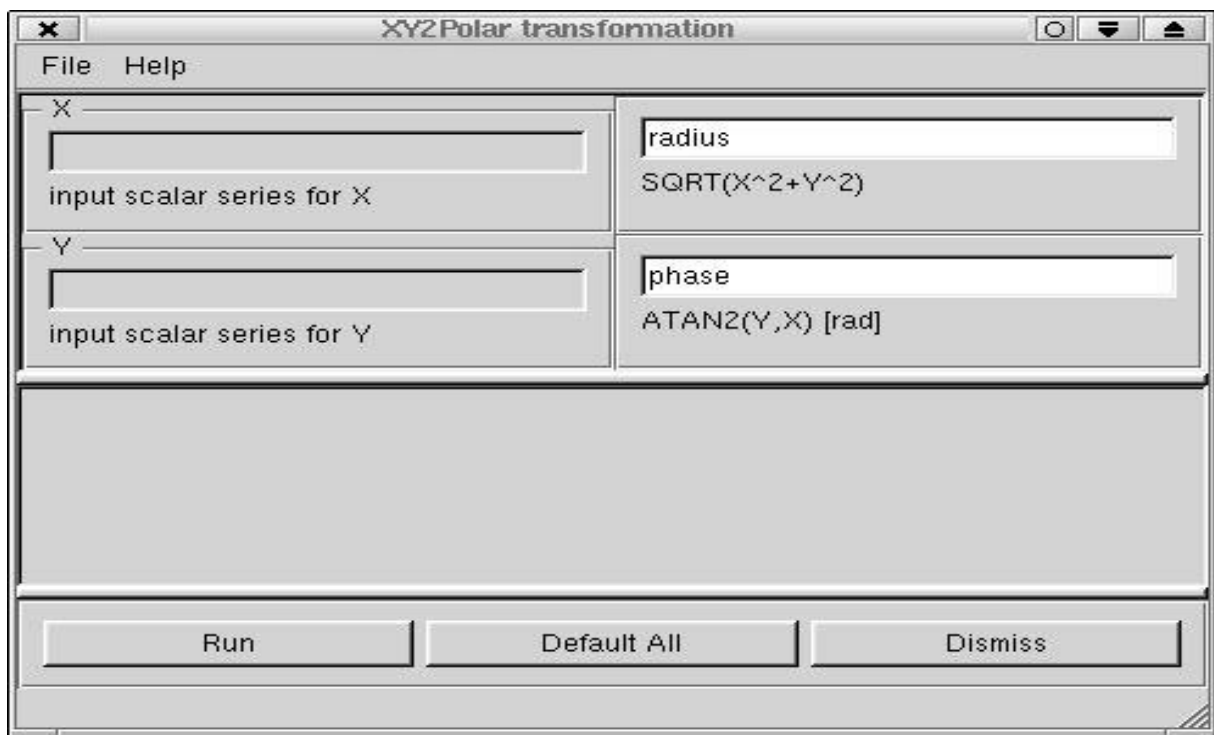 XY2Polar transformation
File Help
X
input scalar series for X
radius
SQRT(X^2+Y^2)
Y
input scalar series for Y
phase
ATAN2(Y,X) [rad]
Run Default All Dismiss